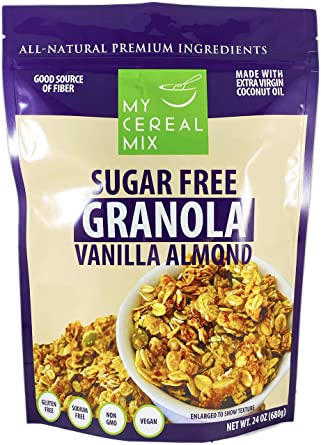 ALL-NATURAL PREMIUM INGREDIENTS
GOOD SOURCE
OF FIBER
MADE WITH
EXTRA VIRGIN
COCONUT OIL
MY
CEREAL
MIX
SUGAR FREE
GRANOLA
VANILLA ALMOND
GLUTEN
FREE
SODIUM
FREE
NON
GMO
VEGAN
ENLARGED TO SHOW TEXTURE
NET WT. 24 OZ (680g)